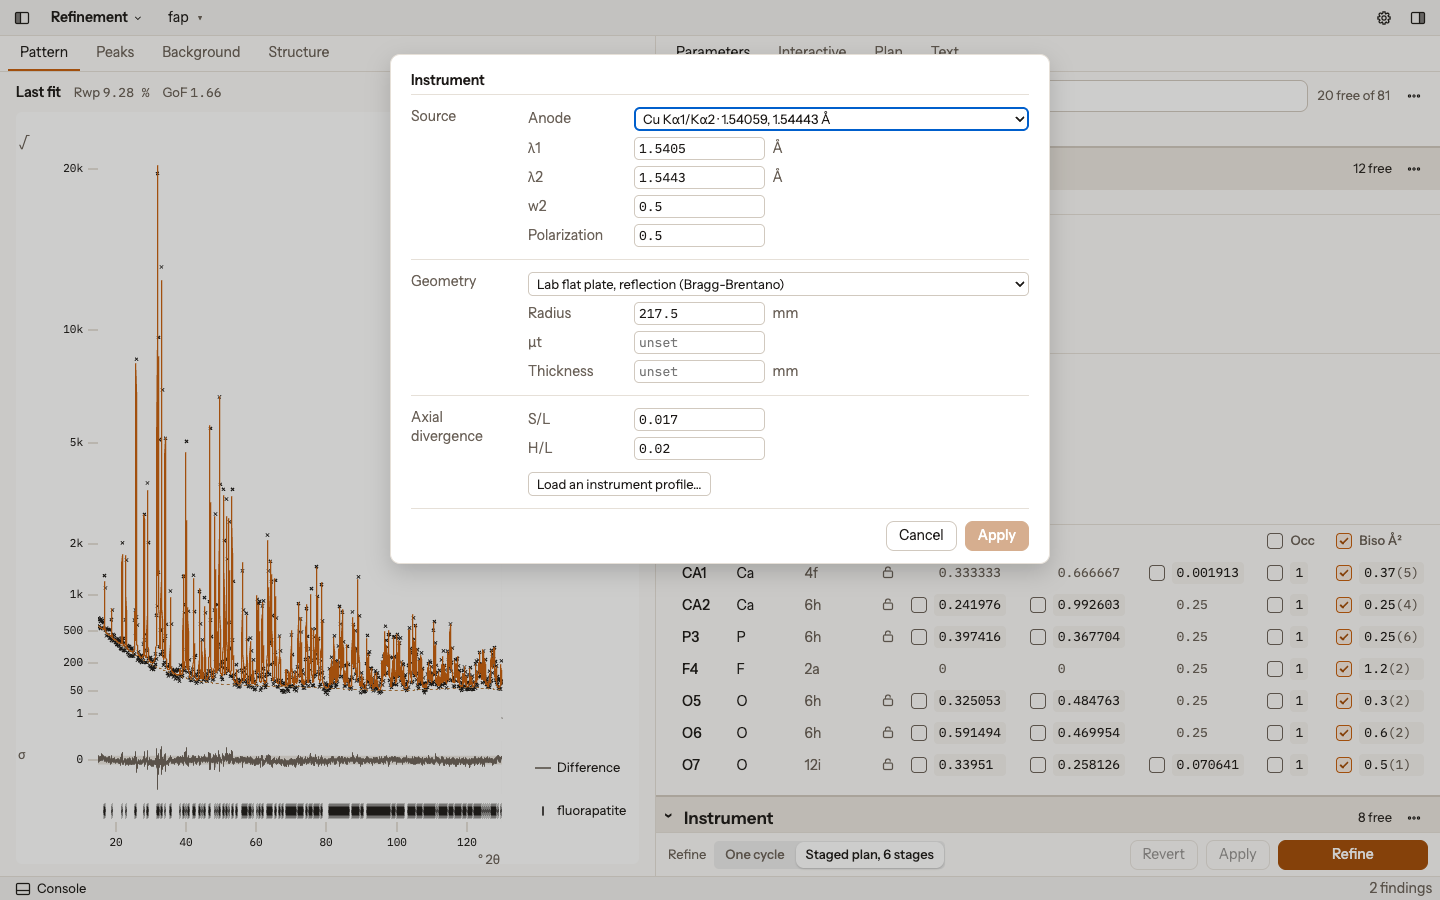 Refinement fap
Pattern Peaks Background Structure
Parameters Interactive Plan Text
Last fit Rwp 9.28 % GoF 1.66
20 free of 81
12 free
Instrument
Source
Anode Cu Kα1/Kα2 · 1.54059, 1.54443 Å
λ1 1.5405 Å
λ2 1.5443 Å
w2 0.5
Polarization 0.5
Geometry
Lab flat plate, reflection (Bragg-Brentano)
Radius 217.5 mm
µt unset
Thickness unset mm
Axial
divergence
S/L 0.017
H/L 0.02
Load an instrument profile…
Cancel Apply
√
20k
10k
5k
2k
1k
500
200
50
1
σ
0
Difference
fluorapatite
20 40 60 80 100 120
° 2θ
Occ Biso Å²
CA1 Ca 4f 0.333333 0.666667 0.001913 1 0.37(5)
CA2 Ca 6h 0.241976 0.992603 0.25 1 0.25(4)
P3 P 6h 0.397416 0.367704 0.25 1 0.25(6)
F4 F 2a 0 0 0.25 1 1.2(2)
O5 O 6h 0.325053 0.484763 0.25 1 0.3(2)
O6 O 6h 0.591494 0.469954 0.25 1 0.6(2)
O7 O 12i 0.33951 0.258126 0.070641 1 0.5(1)
Instrument 8 free
Refine One cycle Staged plan, 6 stages Revert Apply Refine
Console
2 findings